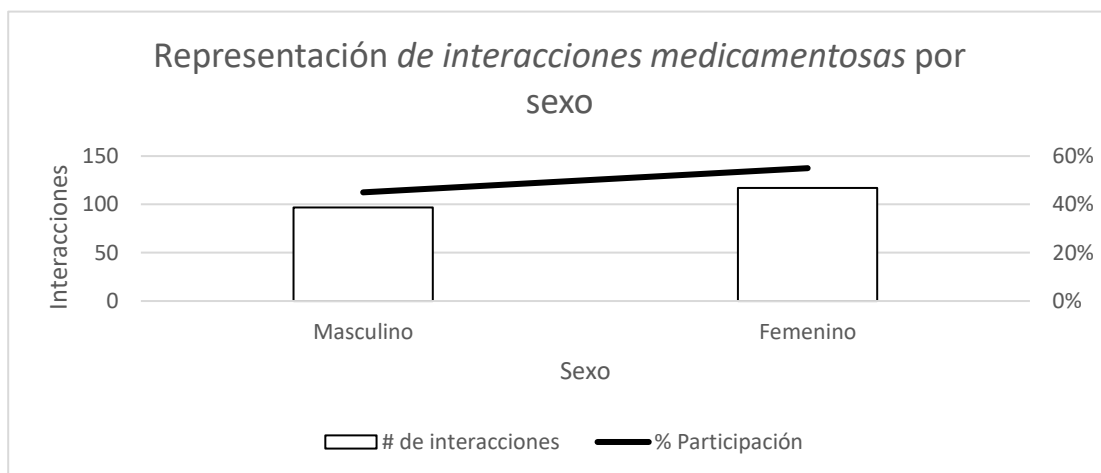 Representación de interacciones medicamentosas por
sexo
Interacciones
150
100
50
0
60%
40%
20%
0%
Masculino
Femenino
Sexo
# de interacciones
% Participación